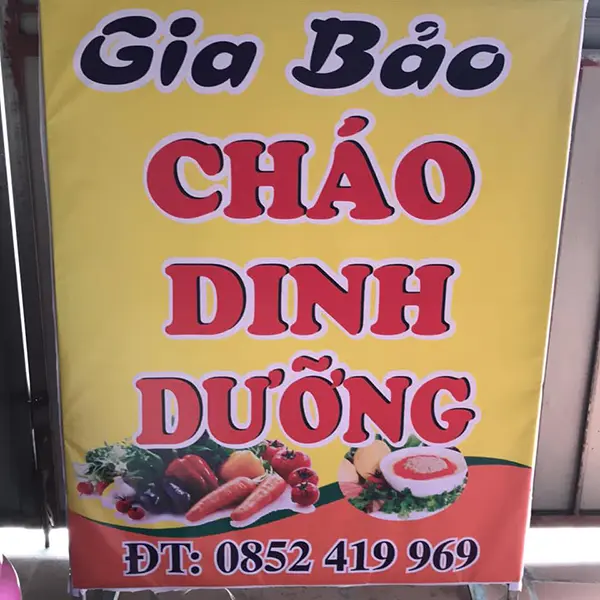 Gia Bảo
CHÁO
DINH
DƯỠNG
ĐT: 0852 419 969